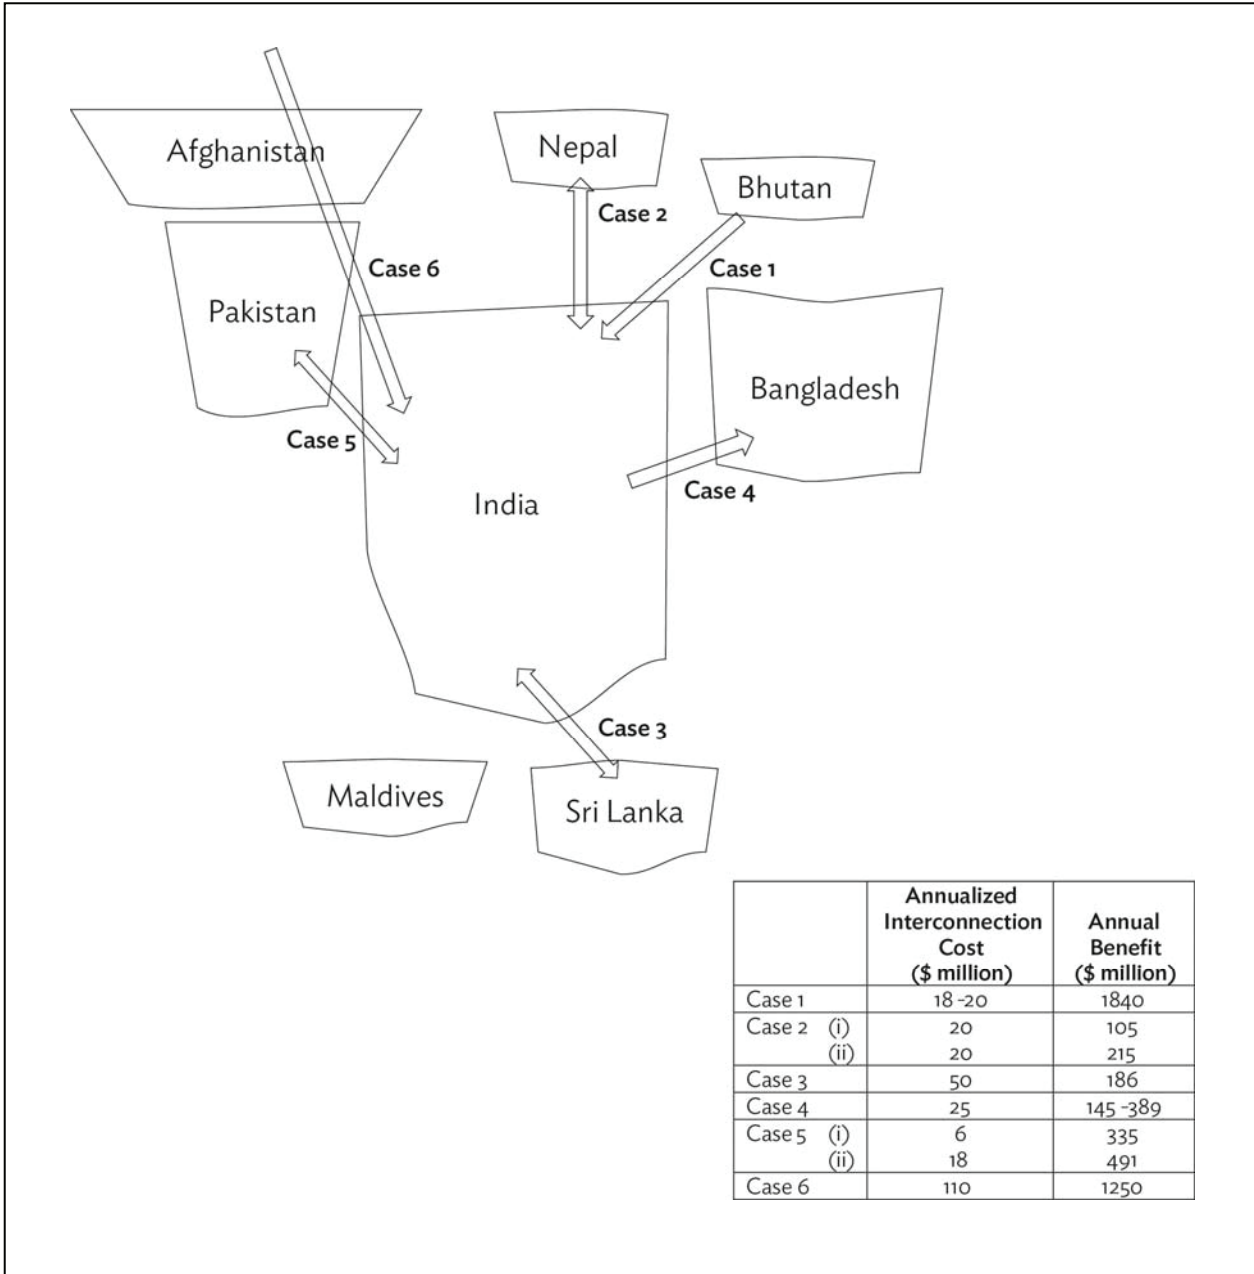 Afghanistan
Nepal
Bhutan
Case 2
Case 1
Case 6
Pakistan
Bangladesh
Case 5
Case 4
India
Case 3
Maldives
Sri Lanka
Annualized
Interconnection
Cost
($ million)
Annual
Benefit
($ million)
Case 1 18 -20 1840
Case 2 (i) 20 105
(ii) 20 215
Case 3 50 186
Case 4 25 145 -389
Case 5 (i) 6 335
(ii) 18 491
Case 6 110 1250